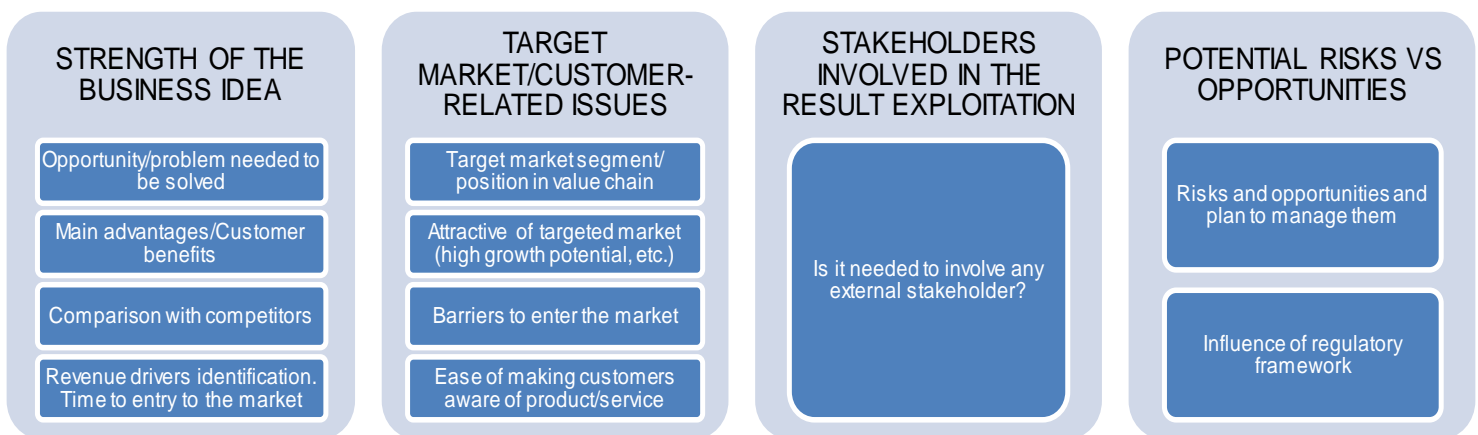 STRENGTH OF THE
BUSINESS IDEA
Opportunity/problem needed to
be solved
Main advantages/Customer
benefits
Comparison with competitors
Revenue drivers identification.
Time to entry to the market
TARGET
MARKET/CUSTOMER-
RELATED ISSUES
Target market segment/
position in value chain
Attractive of targeted market
(high growth potential, etc.)
Barriers to enter the market
Ease of making customers
aware of product/service
STAKEHOLDERS
INVOLVED IN THE
RESULT EXPLOITATION
Is it needed to involve any
external stakeholder?
POTENTIAL RISKS VS
OPPORTUNITIES
Risks and opportunities and
plan to manage them
Influence of regulatory
framework